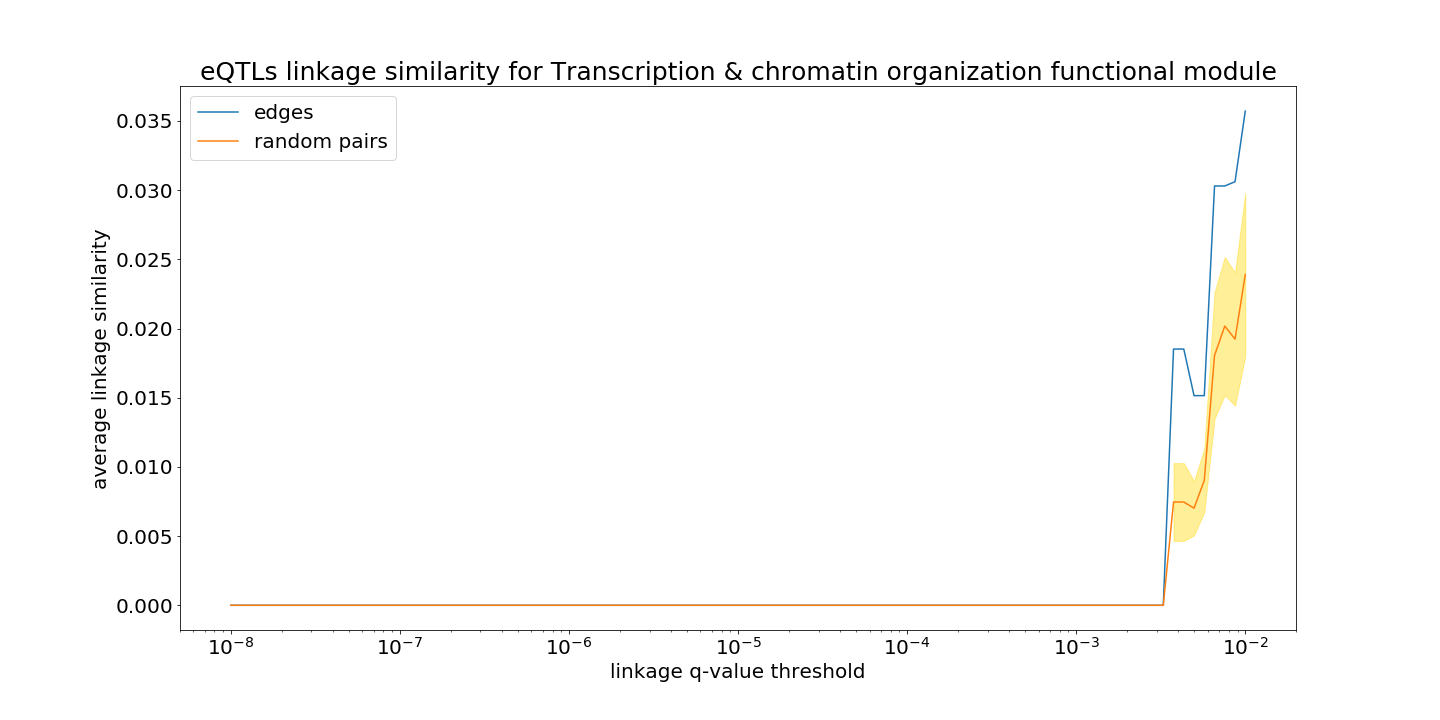 eQTLs linkage similarity for Transcription & chromatin organization functional module
edges
random pairs
0.035
0.030
0.025
0.020
0.015
0.010
0.005
0.000
average linkage similarity
10⁻⁸ 10⁻⁷ 10⁻⁶ 10⁻⁵ 10⁻⁴ 10⁻³ 10⁻²
linkage q-value threshold